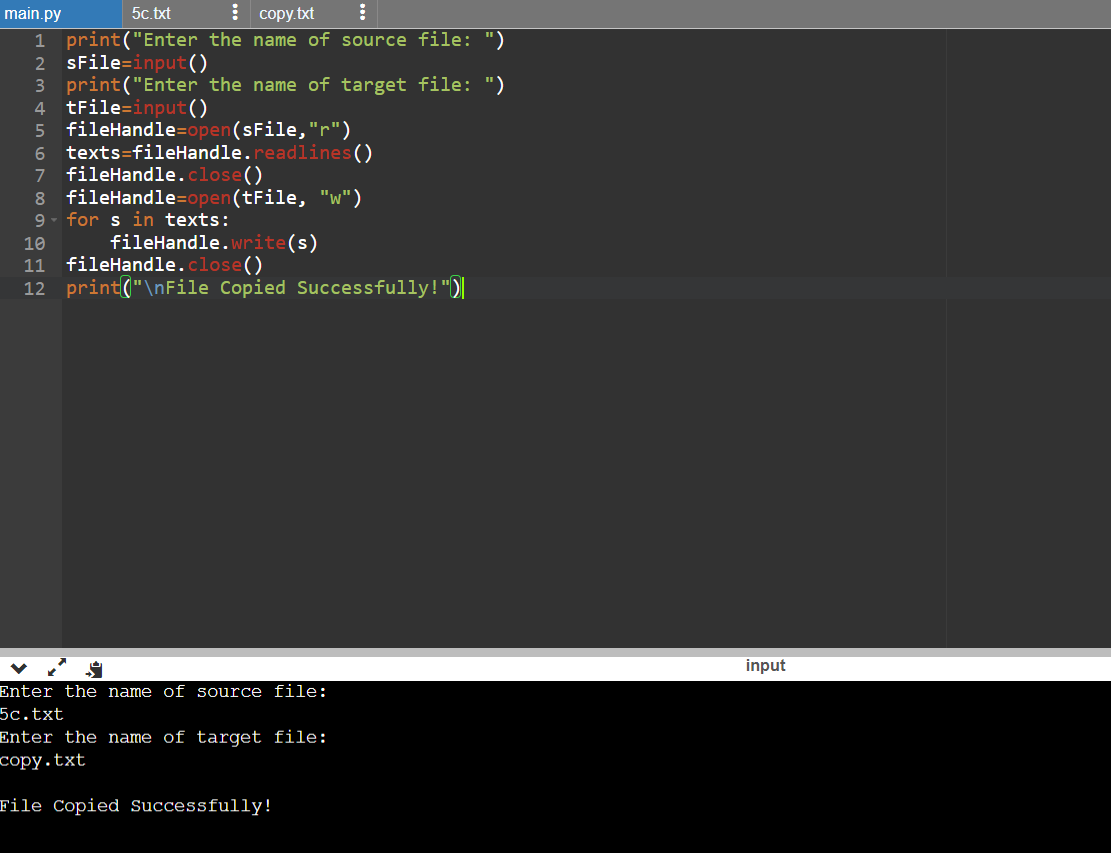 main.py 5c.txt copy.txt
1 print("Enter the name of source file: ")
2 sFile=input()
3 print("Enter the name of target file: ")
4 tFile=input()
5 fileHandle=open(sFile,"r")
6 texts=fileHandle.readlines()
7 fileHandle.close()
8 fileHandle=open(tFile, "w")
9 for s in texts:
10     fileHandle.write(s)
11 fileHandle.close()
12 print("\nFile Copied Successfully!")
input
Enter the name of source file:
5c.txt
Enter the name of target file:
copy.txt
File Copied Successfully!